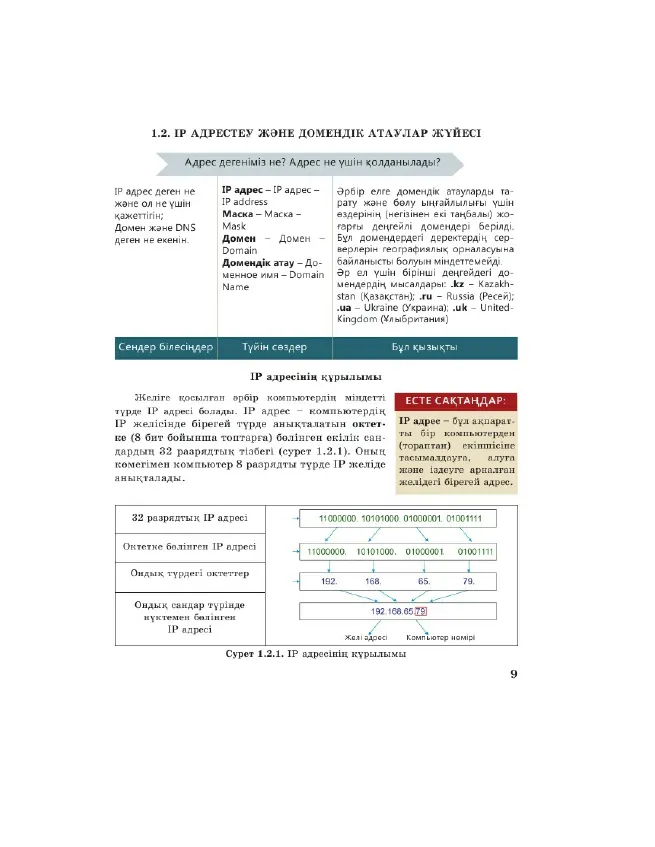 1.2. IP АДРЕСТЕУ ЖӘНЕ ДОМЕНДІК АТАУЛАР ЖҮЙЕСІ
Адрес дегеніміз не? Адрес не үшін қолданылады?
IP адрес деген не
және ол не үшін
қажеттігін;
Домен және DNS
деген не екенін.
IP адрес – IP адрес –
IP address
Маска – Маска –
Mask
Домен – Домен –
Domain
Домендік атау – До-
менное имя – Domain
Name
Әрбір елге домендік атауларды та-
рату және бөлу ыңғайлылығы үшін
өздерінің (негізінен екі таңбалы) жо-
ғарғы деңгейлі домендері берілді.
Бұл домендердегі деректердің сер-
верлерін географиялық орналасуына
байланысты болуын міндеттемейді.
Әр ел үшін бірінші деңгейдегі до-
мендердің мысалдары: .kz – Kazakh-
stan (Қазақстан); .ru – Russia (Ресей);
.ua – Ukraine (Украина); .uk – United-
Kingdom (Ұлыбритания)
Сендер білесіңдер
Түйін сөздер
Бұл қызықты
IP адресінің құрылымы
Желіге қосылған әрбір компьютердің міндетті
түрде IP адресі болады. IP адрес – компьютердің
IP желісінде бірегей түрде анықталатын октет-
ке (8 бит бойынша топтарға) бөлінген екілік сан-
дардың 32 разрядтық тізбегі (сурет 1.2.1). Оның
көмегімен компьютер 8 разрядты түрде IP желіде
анықталады.
ЕСТЕ САҚТАҢДАР:
IP адрес – бұл ақпарат-
ты бір компьютерден
(тораптан) екіншісіне
тасымалдауға, алуға
және іздеуге арналған
желідегі бірегей адрес.
32 разрядтық IP адресі
11000000. 10101000. 01000001. 01001111
Октетке бөлінген IP адресі
11000000. 10101000. 01000001. 01001111
Ондық түрдегі октеттер
192. 168. 65. 79.
Ондық сандар түрінде
нүктемен бөлінген
IP адресі
192.168.65.79
Желі адресі Компьютер нөмірі
Сурет 1.2.1. IP адресінің құрылымы
9